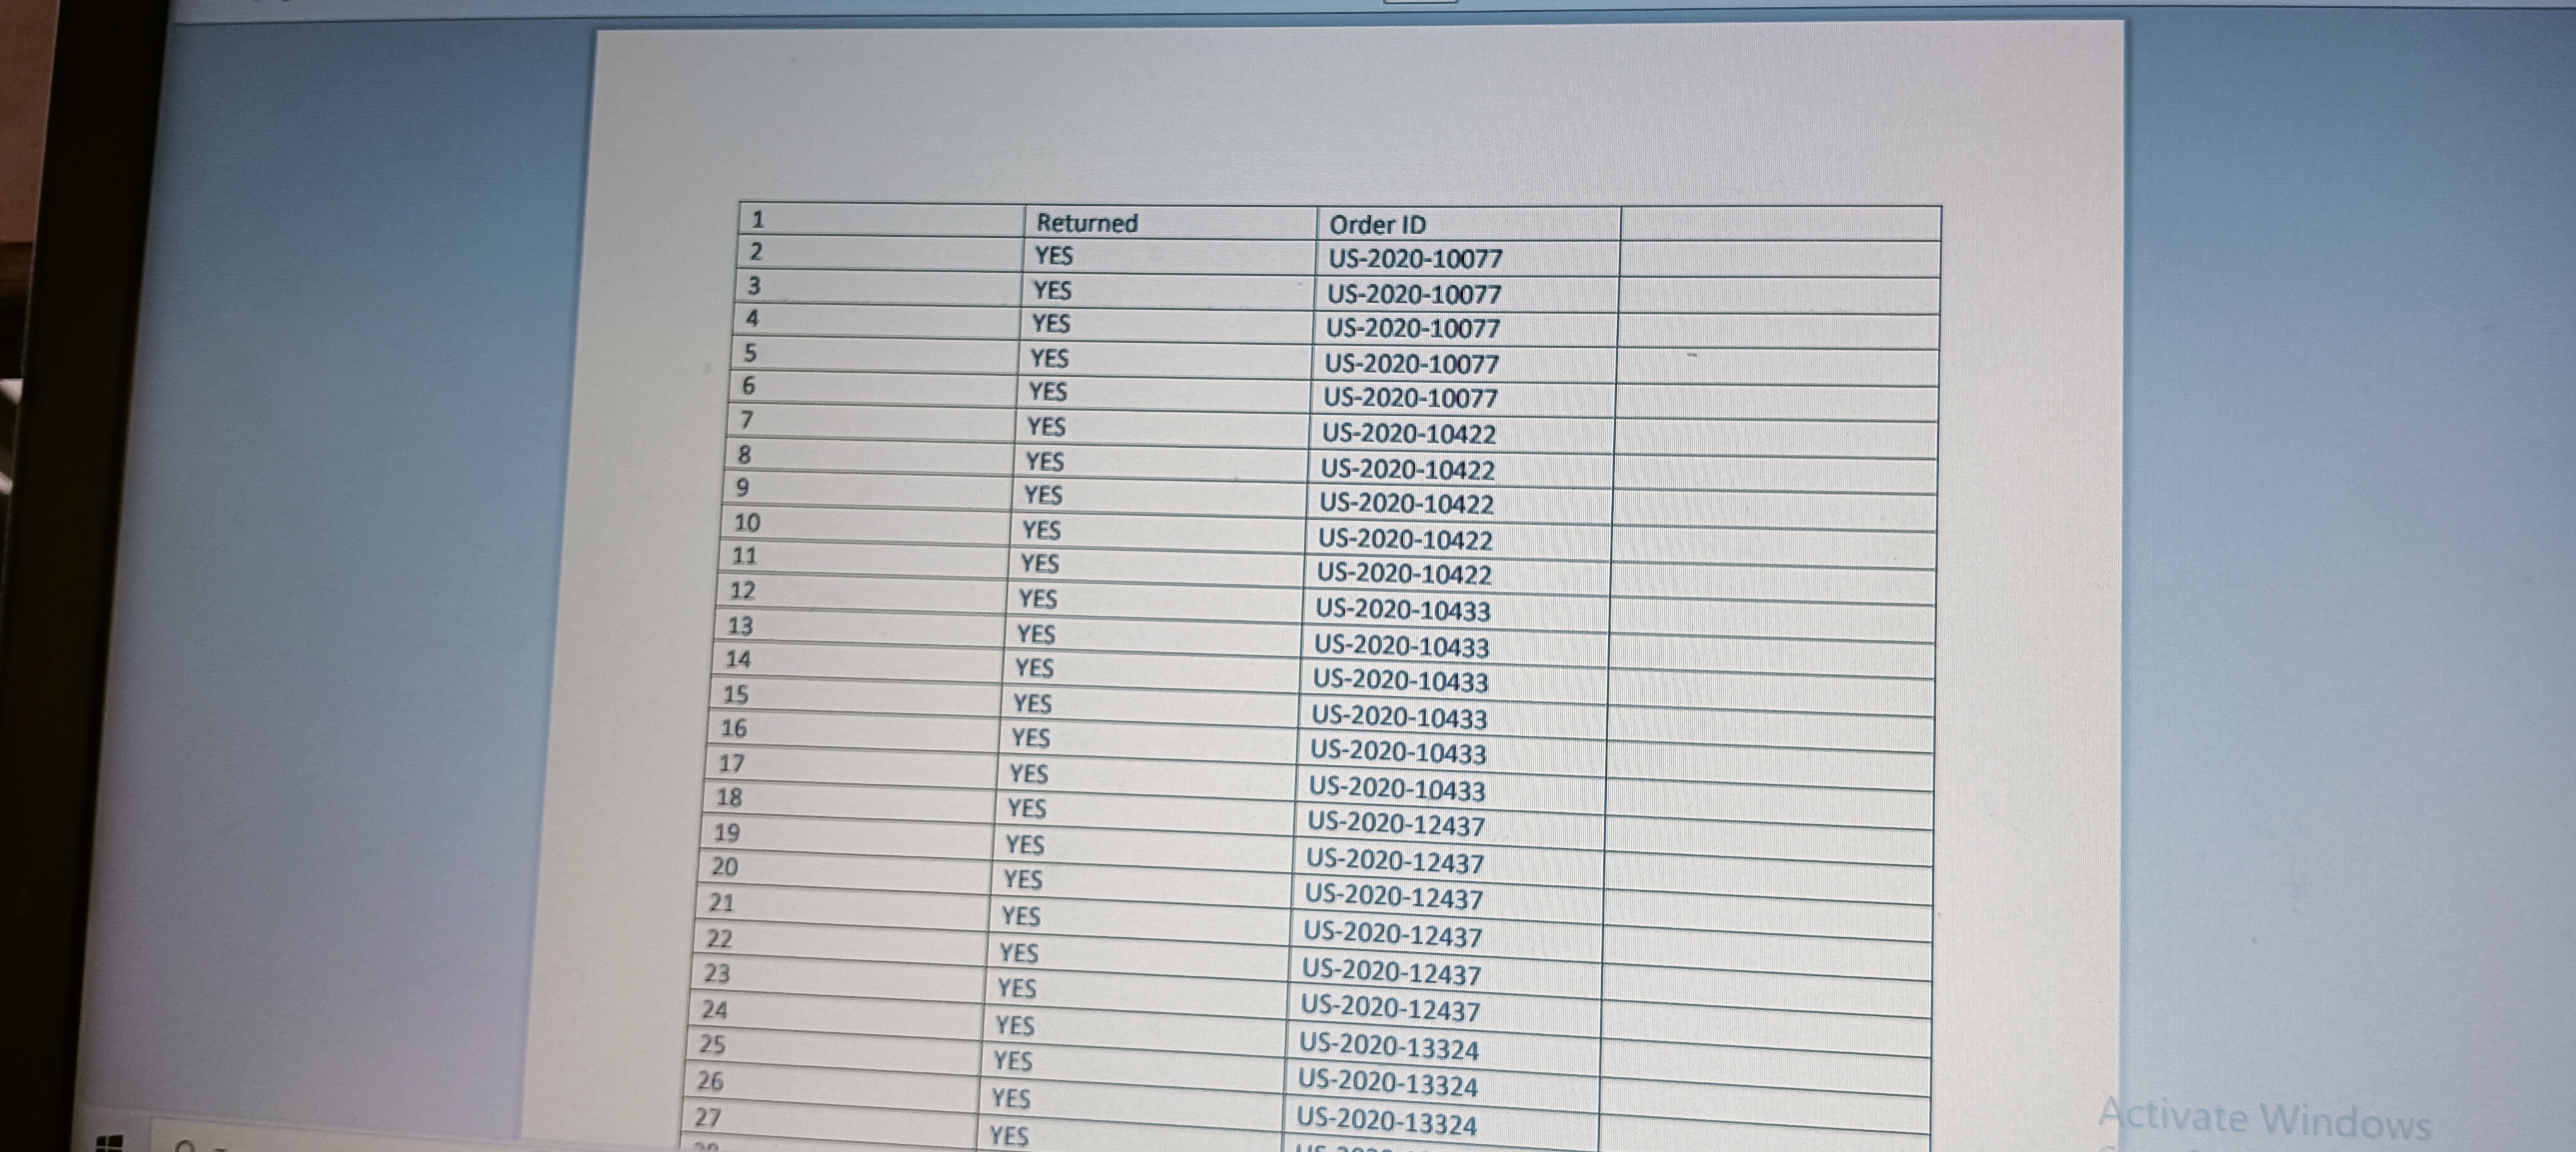 1 Returned Order ID
2 YES US-2020-10077
3 YES US-2020-10077
4 YES US-2020-10077
5 YES US-2020-10077
6 YES US-2020-10077
7 YES US-2020-10422
8 YES US-2020-10422
9 YES US-2020-10422
10 YES US-2020-10422
11 YES US-2020-10422
12 YES US-2020-10433
13 YES US-2020-10433
14 YES US-2020-10433
15 YES US-2020-10433
16 YES US-2020-10433
17 YES US-2020-10433
18 YES US-2020-12437
19 YES US-2020-12437
20 YES US-2020-12437
21 YES US-2020-12437
22 YES US-2020-12437
23 YES US-2020-12437
24 YES US-2020-13324
25 YES US-2020-13324
26 YES US-2020-13324
27 YES
Activate Windows